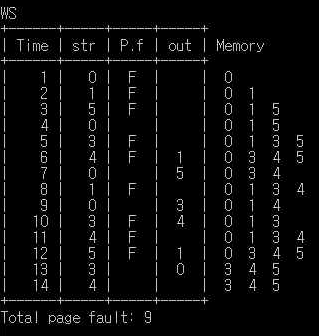 WS
+------+-----+-----+-----+
| Time | str | P.f | out | Memory
+------+-----+-----+-----+
| 1 | 0 | F | | 0
| 2 | 1 | F | | 0 1
| 3 | 5 | F | | 0 1 5
| 4 | 0 | | | 0 1 5
| 5 | 3 | F | | 0 1 3 5
| 6 | 4 | F | 1 | 0 3 4 5
| 7 | 0 | | 5 | 0 3 4
| 8 | 1 | F | | 0 1 3 4
| 9 | 0 | | 3 | 0 1 4
| 10 | 3 | F | 4 | 0 1 3
| 11 | 4 | F | | 0 1 3 4
| 12 | 5 | F | 1 | 0 3 4 5
| 13 | 3 | | 0 | 3 4 5
| 14 | 4 | | | 3 4 5
+------+-----+-----+-----+
Total page fault: 9